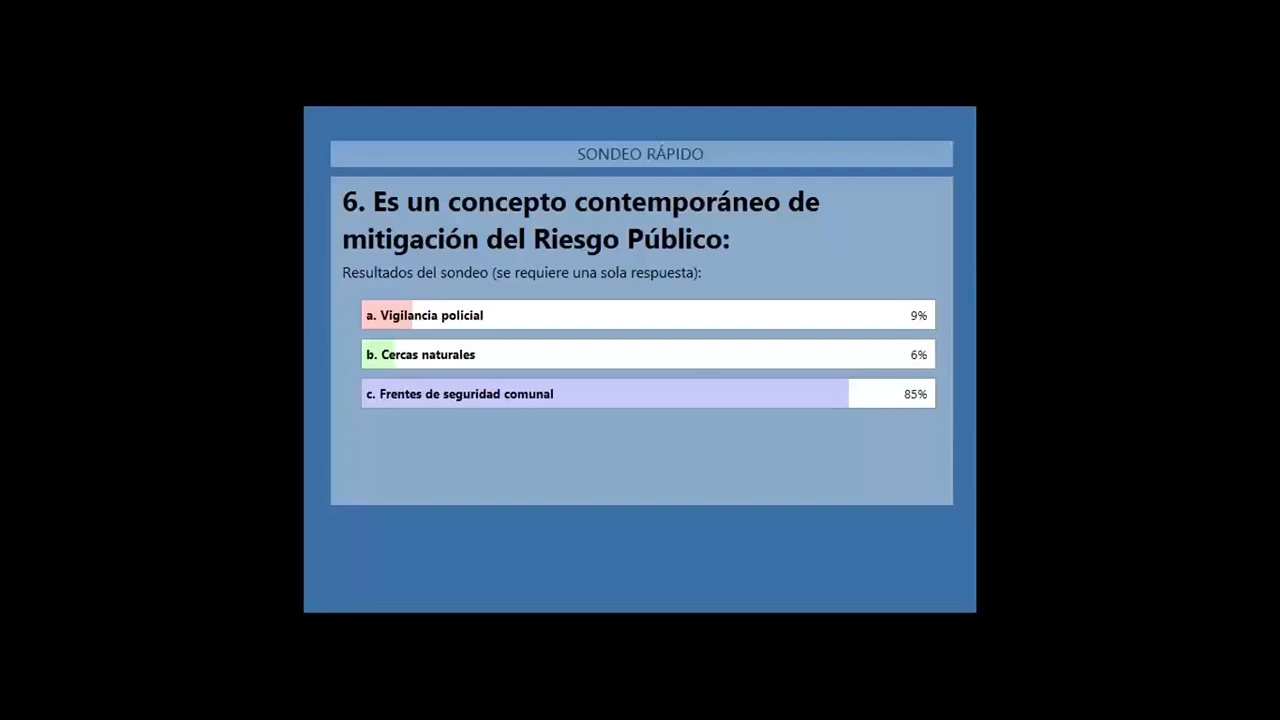 SONDEO RÁPIDO
6. Es un concepto contemporáneo de
mitigación del Riesgo Público:
Resultados del sondeo (se requiere una sola respuesta):
a. Vigilancia policial 9%
b. Cercas naturales 6%
c. Frentes de seguridad comunal 85%